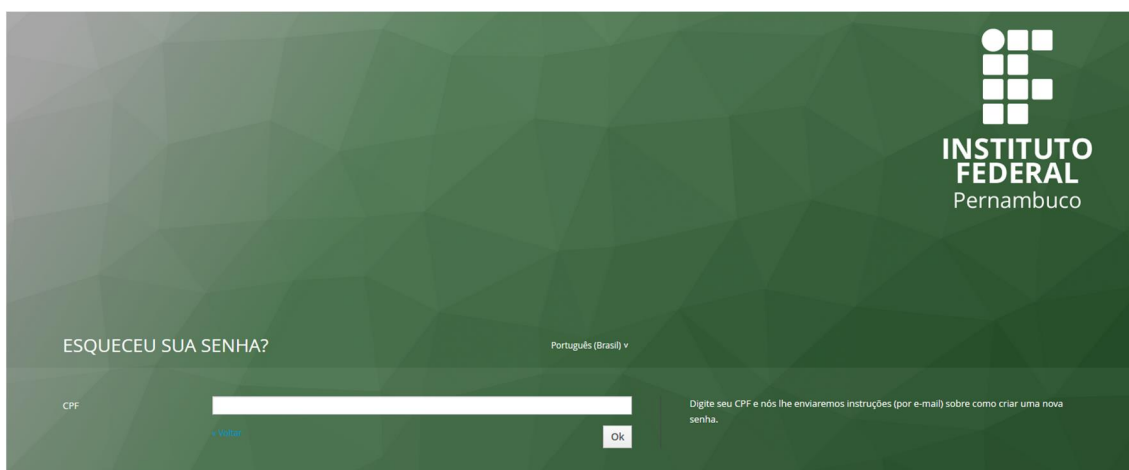 INSTITUTO
FEDERAL
Pernambuco
ESQUECEU SUA SENHA?
Português (Brasil) v
CPF
Digite seu CPF e nós lhe enviaremos instruções (por e-mail) sobre como criar uma nova
senha.
« Voltar
Ok